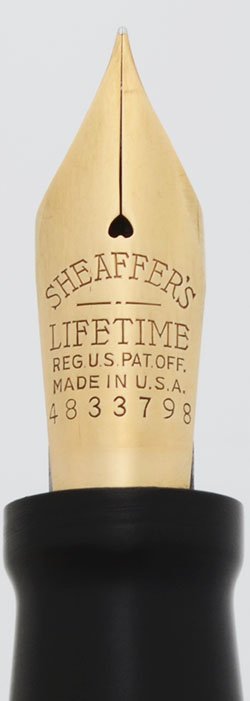 SHEAFFER'S
LIFETIME
REG.U.S.PAT.OFF.
MADE IN U.S.A.
4833798